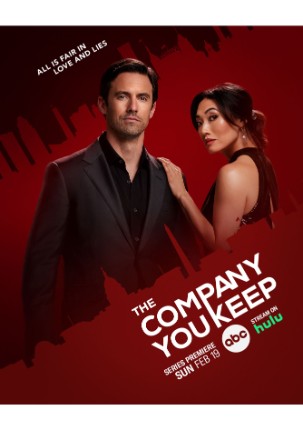 ALL IS FAIR IN
LOVE AND LIES
THE
COMPANY
YOU KEEP
SERIES PREMIERE
SUN FEB 19
abc
STREAM ON
hulu